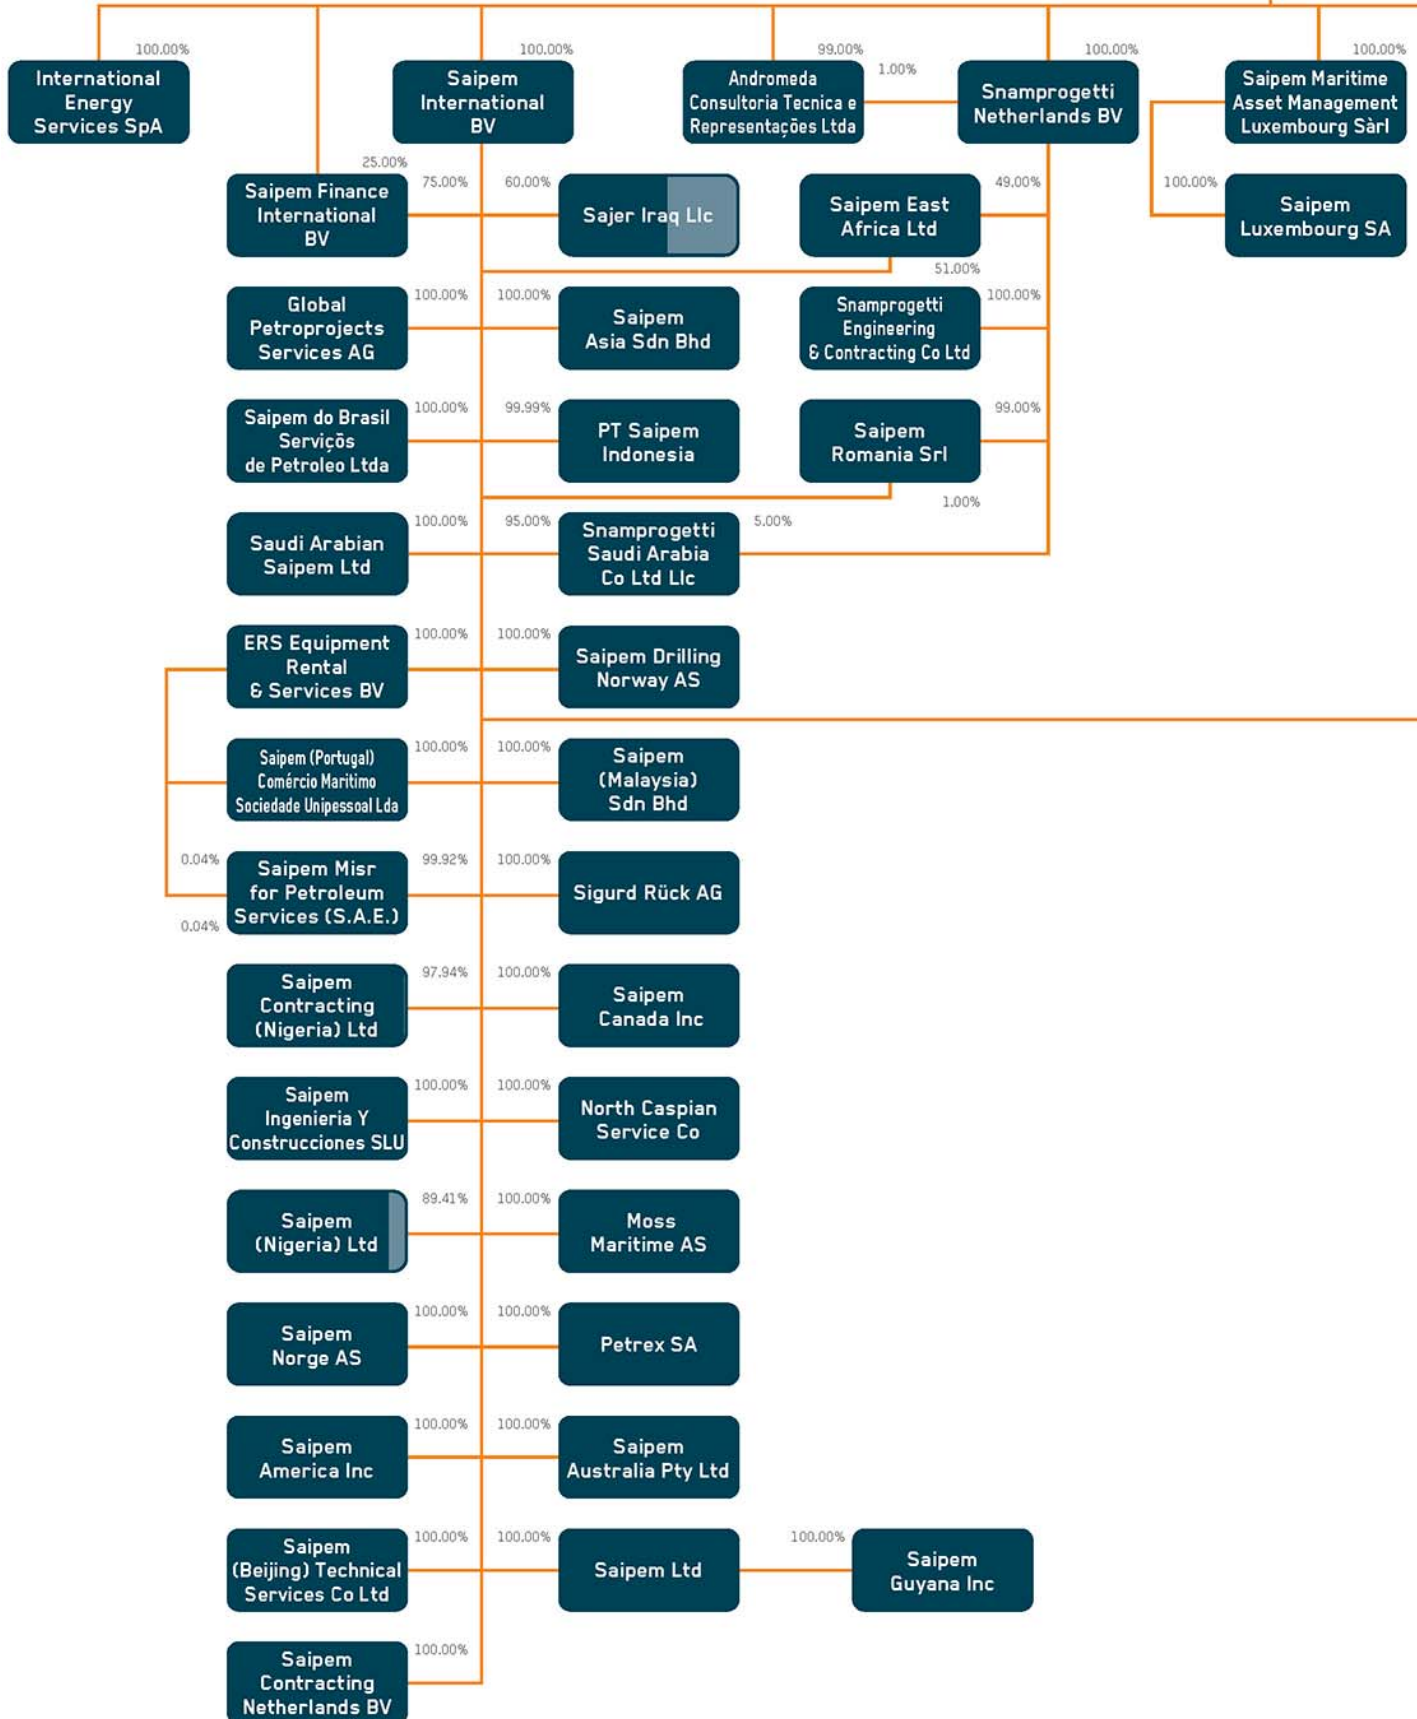 100.00%
International
Energy
Services SpA
100.00%
Saipem
International
BV
99.00%
Andromeda
Consultoria Tecnica e
Representações Ltda
1.00%
100.00%
Snamprogetti
Netherlands BV
100.00%
Saipem Maritime
Asset Management
Luxembourg Sàrl
25.00%
Saipem Finance
International
BV
75.00%
60.00%
Sajer Iraq Llc
Saipem East
Africa Ltd
49.00%
51.00%
100.00%
Saipem
Luxembourg SA
Global
Petroprojects
Services AG
100.00%
100.00%
Saipem
Asia Sdn Bhd
Snamprogetti
Engineering
& Contracting Co Ltd
100.00%
Saipem do Brasil
Serviçõs
de Petroleo Ltda
100.00%
99.99%
PT Saipem
Indonesia
Saipem
Romania Srl
99.00%
1.00%
Saudi Arabian
Saipem Ltd
100.00%
95.00%
Snamprogetti
Saudi Arabia
Co Ltd Llc
5.00%
ERS Equipment
Rental
& Services BV
100.00%
100.00%
Saipem Drilling
Norway AS
Saipem (Portugal)
Comércio Maritimo
Sociedade Unipessoal Lda
100.00%
100.00%
Saipem
(Malaysia)
Sdn Bhd
0.04%
0.04%
Saipem Misr
for Petroleum
Services (S.A.E.)
99.92%
100.00%
Sigurd Rück AG
Saipem
Contracting
(Nigeria) Ltd
97.94%
100.00%
Saipem
Canada Inc
Saipem
Ingenieria Y
Construcciones SLU
100.00%
100.00%
North Caspian
Service Co
Saipem
(Nigeria) Ltd
89.41%
100.00%
Moss
Maritime AS
Saipem
Norge AS
100.00%
100.00%
Petrex SA
Saipem
America Inc
100.00%
100.00%
Saipem
Australia Pty Ltd
Saipem
(Beijing) Technical
Services Co Ltd
100.00%
100.00%
Saipem Ltd
100.00%
Saipem
Guyana Inc
Saipem
Contracting
Netherlands BV
100.00%